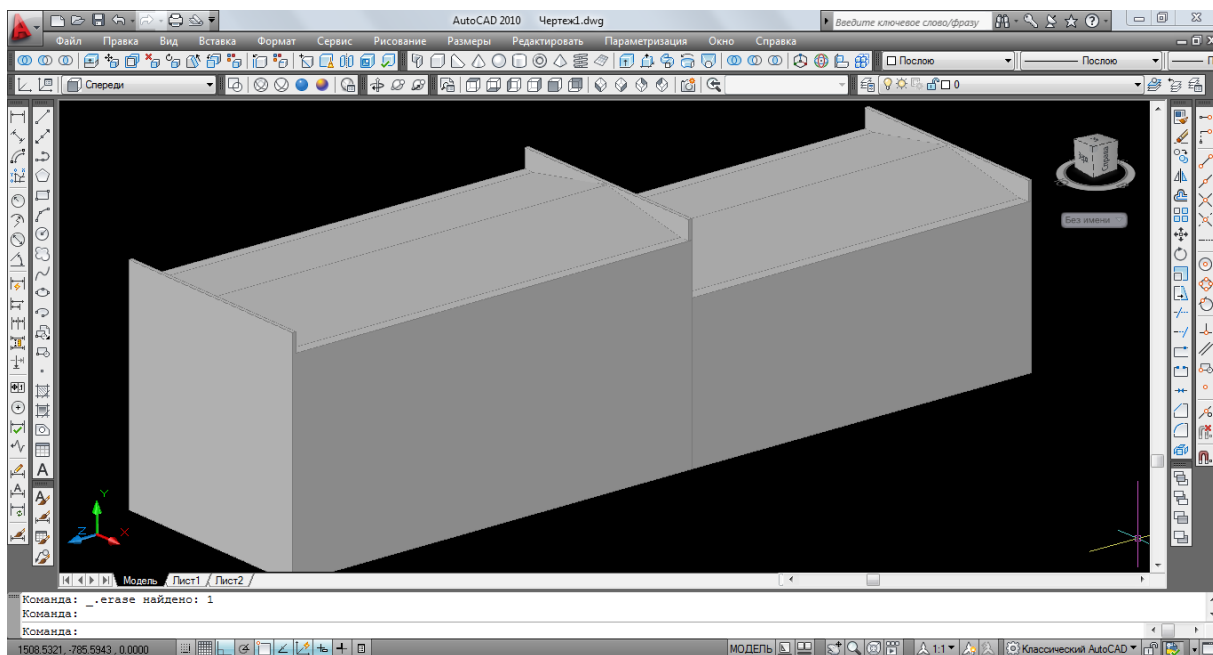 AutoCAD 2010 Чертеж1.dwg
Введите ключевое слово/фразу
Файл Правка Вид Вставка Формат Сервис Рисование Размеры Редактировать Параметризация Окно Справка
Послою
Послою
Спереди
0
Справа
Без имени
Y
Z
X
Модель Лист1 Лист2
Команда: _.erase найдено: 1
Команда:
Команда:
1508.5321, -785.5943, 0.0000
МОДЕЛЬ
1:1
Классический AutoCAD